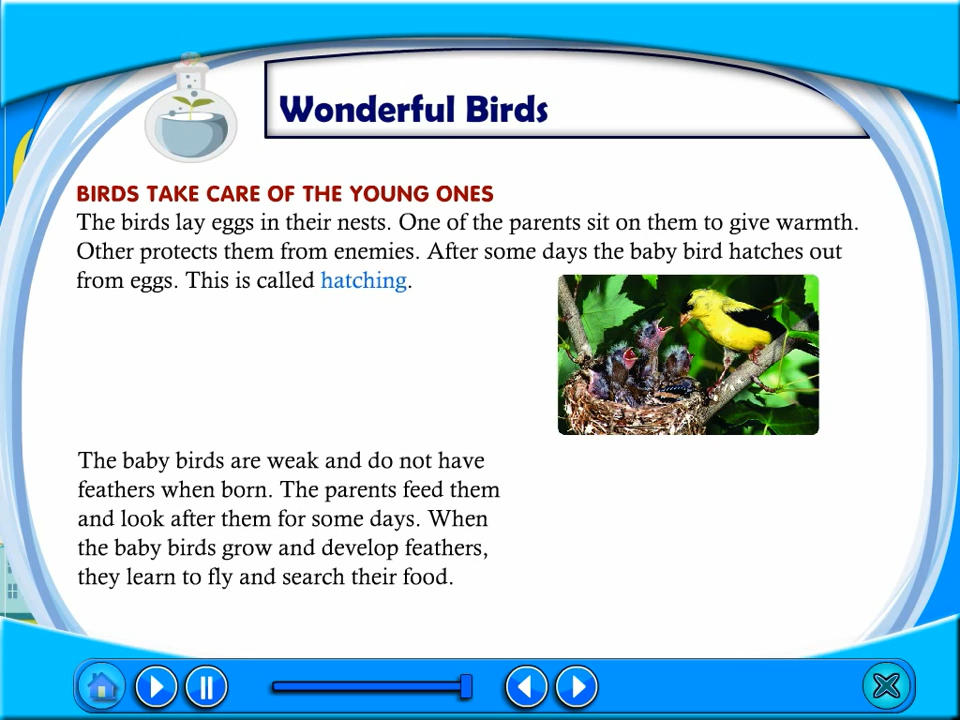 Wonderful Birds
BIRDS TAKE CARE OF THE YOUNG ONES
The birds lay eggs in their nests. One of the parents sit on them to give warmth.
Other protects them from enemies. After some days the baby bird hatches out
from eggs. This is called hatching.
The baby birds are weak and do not have
feathers when born. The parents feed them
and look after them for some days. When
the baby birds grow and develop feathers,
they learn to fly and search their food.